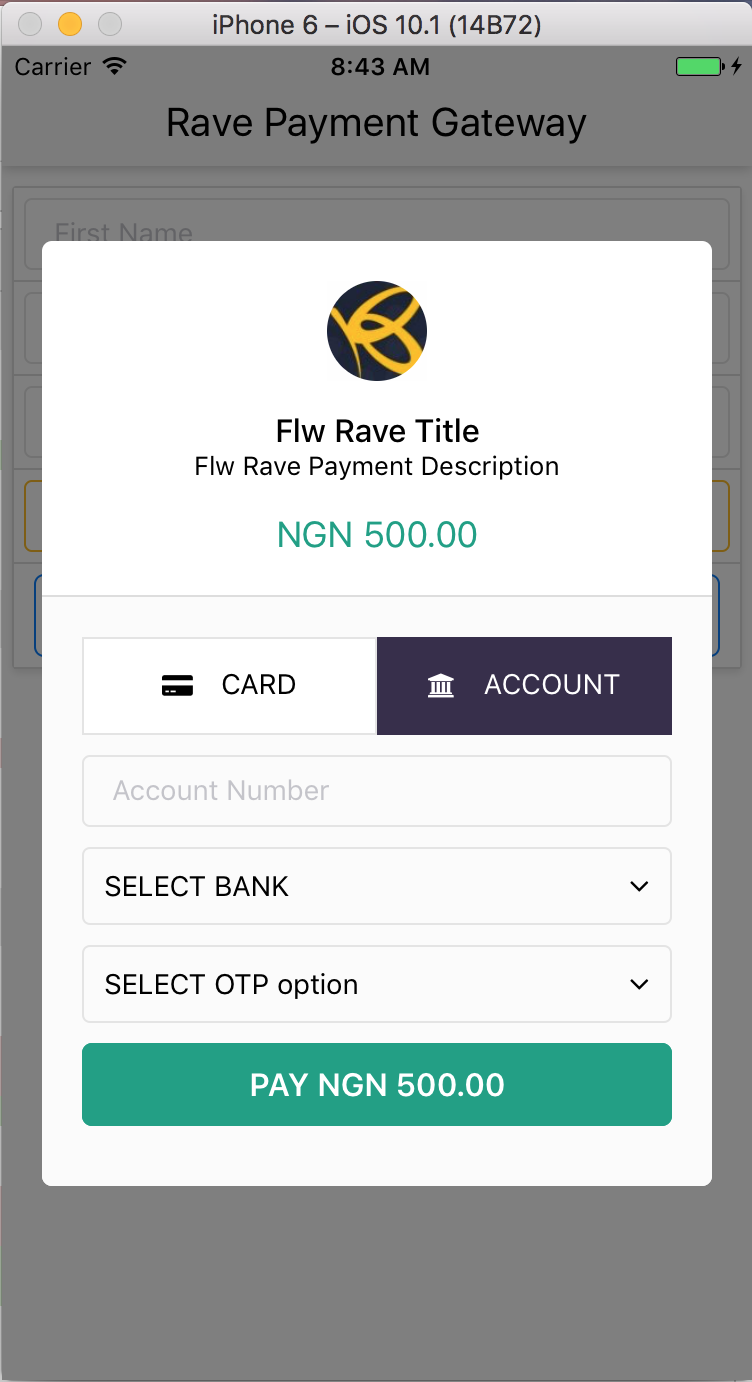 iPhone 6 – iOS 10.1 (14B72)
Carrier 8:43 AM
Rave Payment Gateway
First Name
Flw Rave Title
Flw Rave Payment Description
NGN 500.00
CARD ACCOUNT
Account Number
SELECT BANK
SELECT OTP option
PAY NGN 500.00